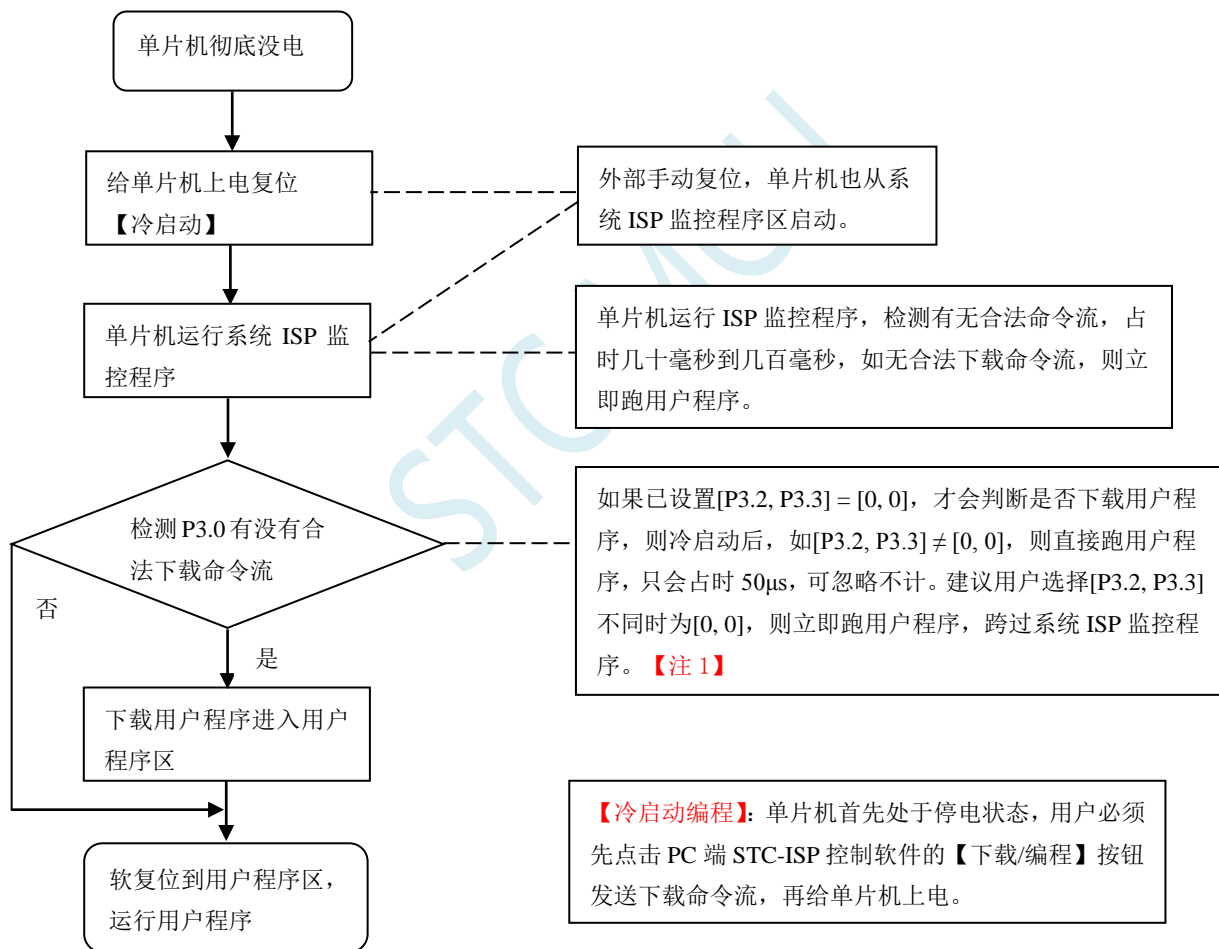 单片机彻底没电
给单片机上电复位
【冷启动】
外部手动复位，单片机也从系
统 ISP 监控程序区启动。
单片机运行系统 ISP 监
控程序
单片机运行 ISP 监控程序，检测有无合法命令流，占
时几十毫秒到几百毫秒，如无合法下载命令流，则立
即跑用户程序。
检测 P3.0 有没有合
法下载命令流
如果已设置[P3.2, P3.3] = [0, 0]，才会判断是否下载用户程
序，则冷启动后，如[P3.2, P3.3] ≠ [0, 0]，则直接跑用户程
序，只会占时 50μs，可忽略不计。建议用户选择[P3.2, P3.3]
不同时为[0, 0]，则立即跑用户程序，跨过系统 ISP 监控程
序。【注 1】
否
是
下载用户程序进入用户
程序区
【冷启动编程】：单片机首先处于停电状态，用户必须
先点击 PC 端 STC-ISP 控制软件的【下载/编程】按钮
发送下载命令流，再给单片机上电。
软复位到用户程序区，
运行用户程序
STCMCU